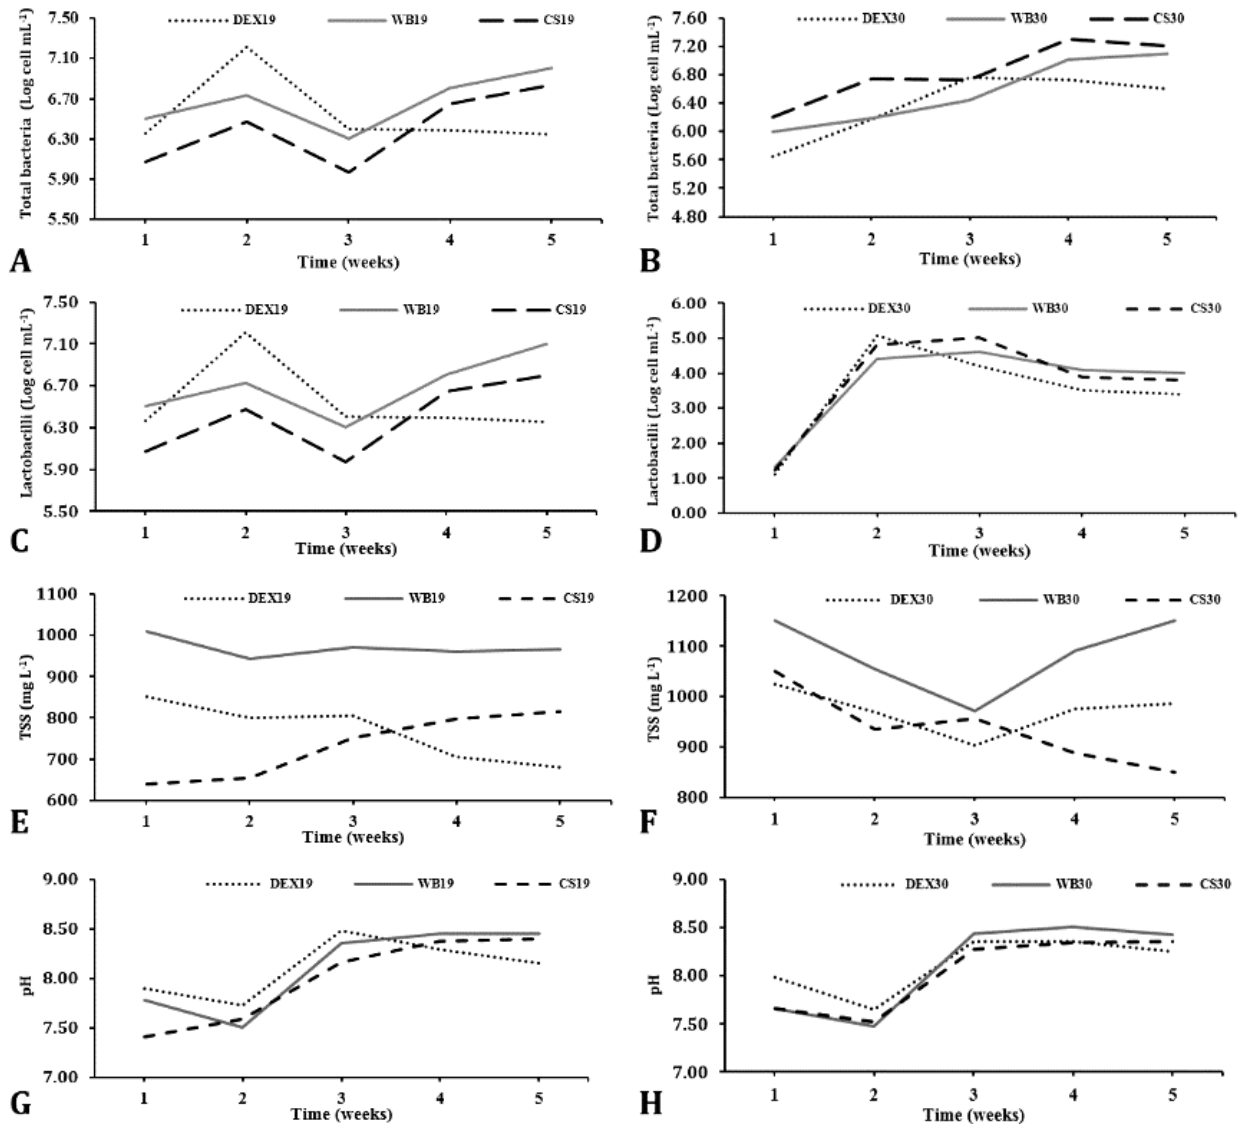 7.50
7.10
6.70
6.30
5.90
5.50
Total bacteria (Log cell mL-1)
DEX19 WB19 CS19
1 2 3 4 5
Time (weeks)
A
7.60
7.20
6.80
6.40
6.00
5.60
5.20
4.80
Total bacteria (Log cell mL-1)
DEX30 WB30 CS30
1 2 3 4 5
Time (weeks)
B
7.50
7.10
6.70
6.30
5.90
5.50
Lactobacilli (Log cell mL-1)
DEX19 WB19 CS19
1 2 3 4 5
Time (weeks)
C
6.00
5.00
4.00
3.00
2.00
1.00
0.00
Lactobacilli (Log cell mL-1)
DEX30 WB30 CS30
1 2 3 4 5
Time (weeks)
D
1100
1000
900
800
700
600
TSS (mg L-1)
DEX19 WB19 CS19
1 2 3 4 5
Time (weeks)
E
1200
1100
1000
900
800
TSS (mg L-1)
DEX30 WB30 CS30
1 2 3 4 5
Time (weeks)
F
9.00
8.50
8.00
7.50
7.00
pH
DEX19 WB19 CS19
1 2 3 4 5
Time (weeks)
G
9.00
8.50
8.00
7.50
7.00
pH
DEX30 WB30 CS30
1 2 3 4 5
Time (weeks)
H